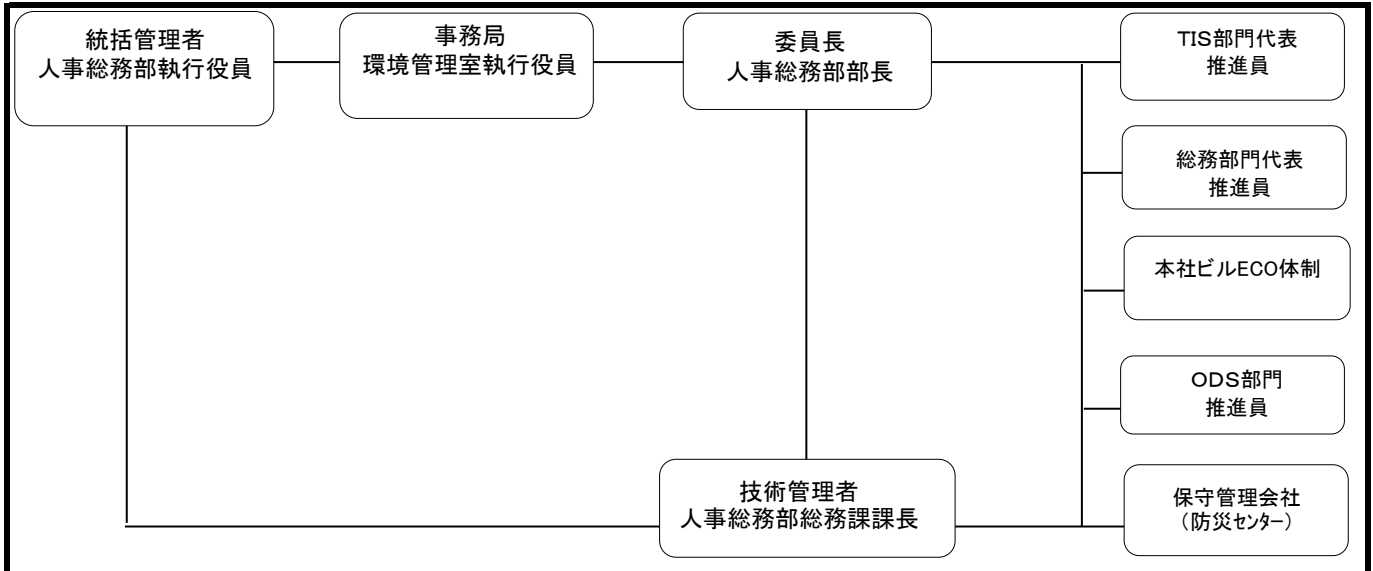 統括管理者
人事総務部執行役員
事務局
環境管理室執行役員
委員長
人事総務部部長
TIS部門代表
推進員
総務部門代表
推進員
本社ビルECO体制
ODS部門
推進員
技術管理者
人事総務部総務課課長
保守管理会社
（防災ｾﾝﾀｰ）